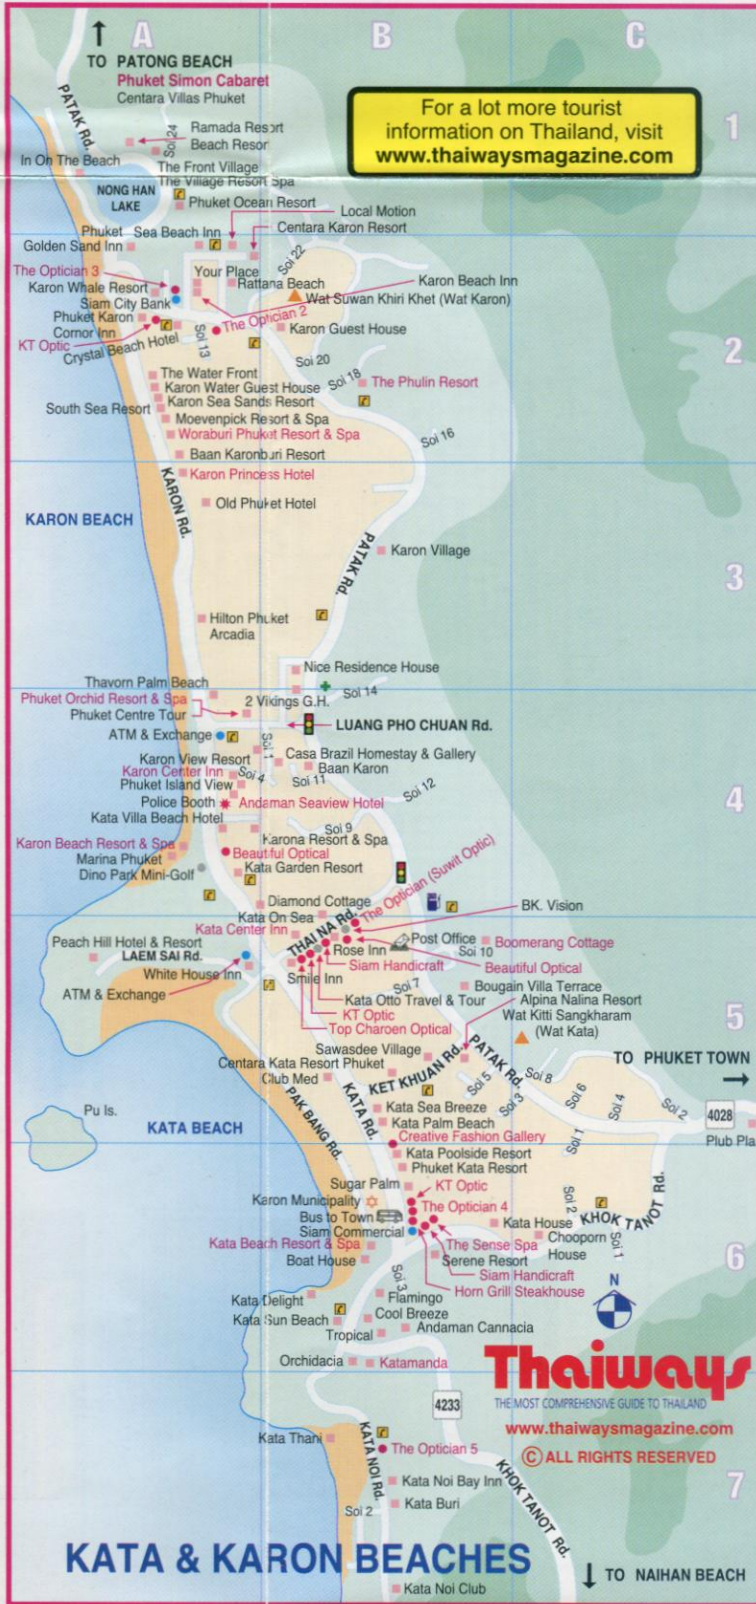 A
B
C
1
2
3
4
5
6
7
TO PATONG BEACH
Phuket Simon Cabaret
Centara Villas Phuket
PATAK Rd.
For a lot more tourist
information on Thailand, visit
www.thaiwaysmagazine.com
Soi 24
Ramada Resort
Beach Resor
In On The Beach
The Front Village
The Village Resort Spa
NONG HAN
LAKE
Phuket Ocean Resort
Local Motion
Phuket
Sea Beach Inn
Centara Karon Resort
Golden Sand Inn
Soi 22
The Optician 3
Your Place
Karon Whale Resort
Rattana Beach
Karon Beach Inn
Siam City Bank
Wat Suwan Khiri Khet (Wat Karon)
Phuket Karon
The Optician 2
Cornor Inn
Karon Guest House
KT Optic
Crystal Beach Hotel
Soi 13
Soi 20
The Water Front
Soi 18
The Phulin Resort
Karon Water Guest House
Karon Sea Sands Resort
South Sea Resort
Moevenpick Resort & Spa
Woraburi Phuket Resort & Spa
Soi 16
Baan Karonburi Resort
Karon Princess Hotel
KARON Rd.
Old Phuket Hotel
KARON BEACH
PATAK Rd.
Karon Village
Hilton Phuket
Arcadia
Nice Residence House
Thavorn Palm Beach
Soi 14
Phuket Orchid Resort & Spa
2 Vikings G.H.
Phuket Centre Tour
LUANG PHO CHUAN Rd.
ATM & Exchange
Soi 1
Karon View Resort
Casa Brazil Homestay & Gallery
Karon Center Inn
Soi 4
Soi 11
Baan Karon
Phuket Island View
Police Booth
Andaman Seaview Hotel
Soi 12
Kata Villa Beach Hotel
Soi 9
Karon Beach Resort & Spa
Karona Resort & Spa
Marina Phuket
Beautiful Optical
Dino Park Mini-Golf
Kata Garden Resort
The Optician (Suwit Optic)
Diamond Cottage
Kata On Sea
THAI NA Rd.
BK. Vision
Kata Center Inn
Peach Hill Hotel & Resort
Rose Inn
Post Office
Boomerang Cottage
LAEM SAI Rd.
Siam Handicraft
Soi 10
Beautiful Optical
White House Inn
Smile Inn
Soi 7
Bougain Villa Terrace
ATM & Exchange
Kata Otto Travel & Tour
Alpina Nalina Resort
KT Optic
Wat Kitti Sangkharam
(Wat Kata)
Top Charoen Optical
Sawasdee Village
PATAK Rd.
TO PHUKET TOWN
Centara Kata Resort Phuket
KET KHUAN Rd.
Soi 8
Club Med
Soi 5
Soi 6
Soi 3
Soi 4
Soi 2
4028
Pu Is.
KATA BEACH
PAK BANG Rd.
KATA Rd.
Kata Sea Breeze
Kata Palm Beach
Soi 1
Plub Pla
Creative Fashion Gallery
Kata Poolside Resort
Phuket Kata Resort
Sugar Palm
KT Optic
Karon Municipality
The Optician 4
Soi 2
KHOK TANOT Rd.
Bus to Town
Kata House
Siam Commercial
Chooporn
House
Soi 1
Kata Beach Resort & Spa
The Sense Spa
Boat House
Serene Resort
Soi 3
Siam Handicraft
Horn Grill Steakhouse
N
Kata Delight
Flamingo
Kata Sun Beach
Cool Breeze
Tropical
Andaman Cannacia
Orchidacia
Katamanda
Thaiways
THE MOST COMPREHENSIVE GUIDE TO THAILAND
www.thaiwaysmagazine.com
© ALL RIGHTS RESERVED
4233
Kata Thani
KATA NOI Rd.
The Optician 5
KHOK TANOT Rd.
Kata Noi Bay Inn
Kata Buri
Soi 2
KATA & KARON BEACHES
TO NAIHAN BEACH
Kata Noi Club